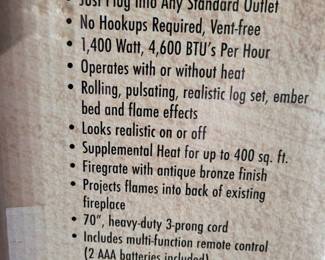 • Just Plug Into Any Standard Outlet
• No Hookups Required, Vent-free
• 1,400 Watt, 4,600 BTU's Per Hour
• Operates with or without heat
• Rolling, pulsating, realistic log set, ember
bed and flame effects
• Looks realistic on or off
• Supplemental Heat for up to 400 sq. ft.
• Firegrate with antique bronze finish
• Projects flames into back of existing
fireplace
• 70", heavy-duty 3-prong cord
• Includes multi-function remote control
(2 AAA batteries included)